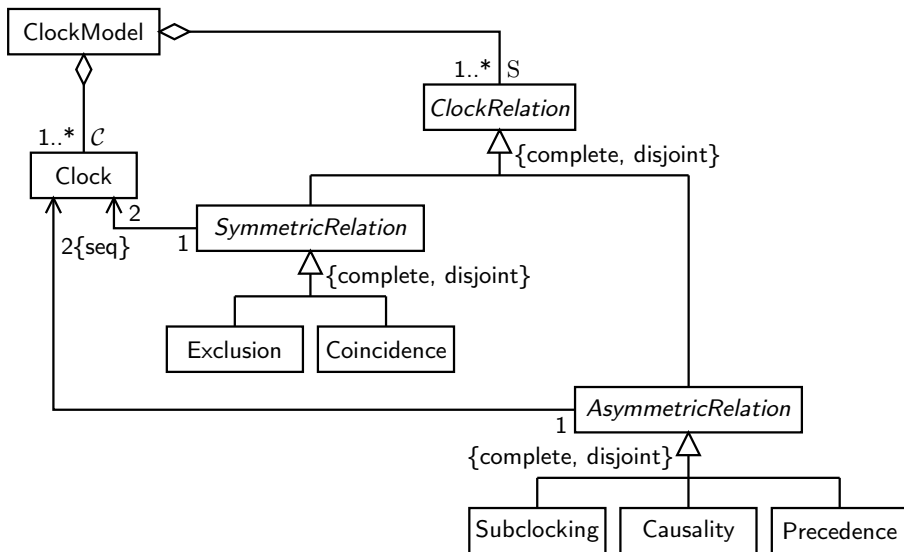 ClockModel
1..* S
ClockRelation
1..* 𝒞
{complete, disjoint}
Clock
2
SymmetricRelation
1
2{seq}
{complete, disjoint}
Exclusion
Coincidence
AsymmetricRelation
1
{complete, disjoint}
Subclocking
Causality
Precedence